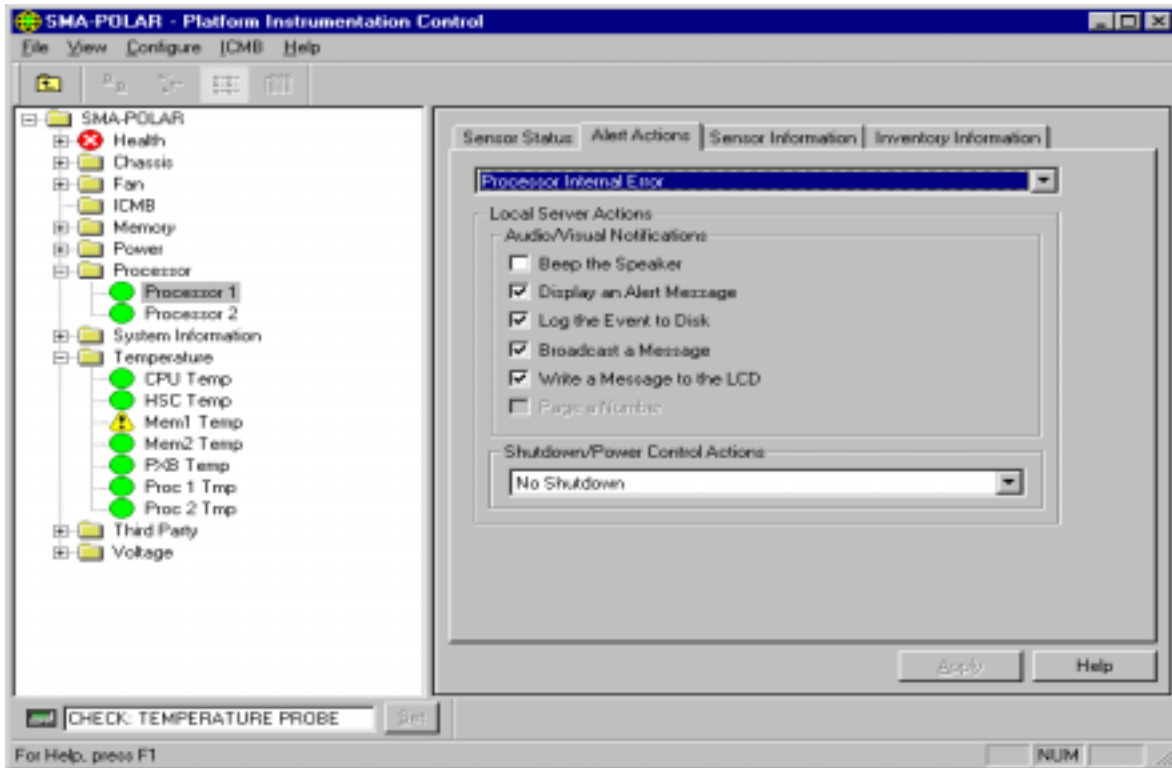 SMA-POLAR - Platform Instrumentation Control
File View Configure ICMB Help
SMA-POLAR
Health
Chassis
Fan
ICMB
Memory
Power
Processor
Processor 1
Processor 2
System Information
Temperature
CPU Temp
HSC Temp
Mem1 Temp
Mem2 Temp
PXB Temp
Proc 1 Tmp
Proc 2 Tmp
Third Party
Voltage
Sensor Status Alert Actions Sensor Information Inventory Information
Processor Internal Error
Local Server Actions
Audio/Visual Notifications
Beep the Speaker
Display an Alert Message
Log the Event to Disk
Broadcast a Message
Write a Message to the LCD
Page a Number
Shutdown/Power Control Actions
No Shutdown
Apply Help
CHECK: TEMPERATURE PROBE Set
For Help, press F1 NUM